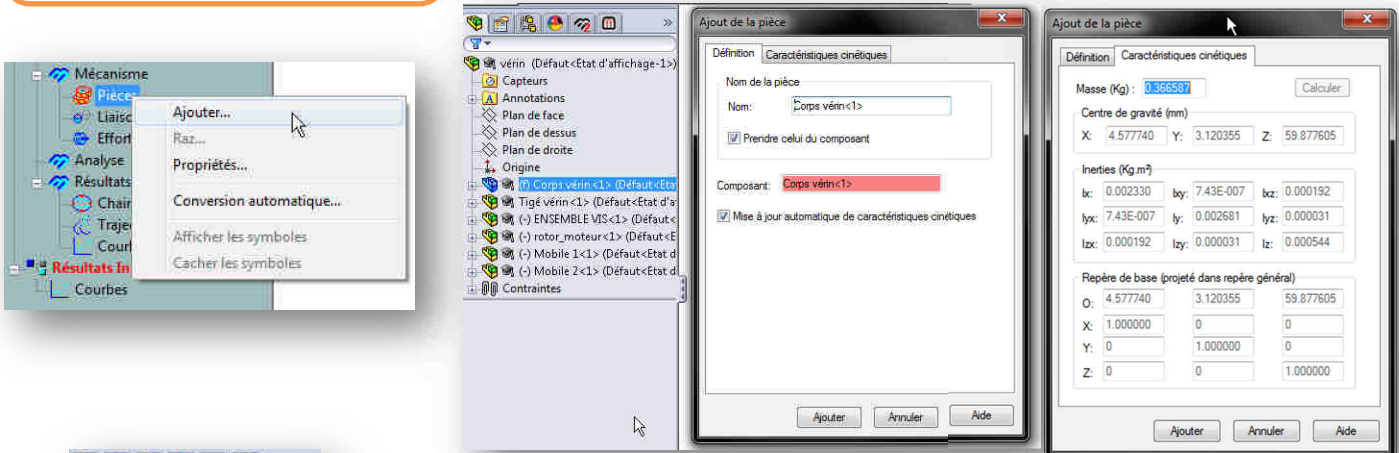 Mécanisme
Pièces
Liaisc
Effort
Analyse
Résultats
Chair
Traje
Court
Résultats In
Courbes
Ajouter...
Raz...
Propriétés...
Conversion automatique...
Afficher les symboles
Cacher les symboles
»
vérin (Défaut<Etat d'affichage-1>)
Capteurs
Annotations
Plan de face
Plan de dessus
Plan de droite
Origine
(f) Corps vérin<1> (Défaut<Eta
Tigé vérin<1> (Défaut<Etat d'a
(-) ENSEMBLE VIS<1> (Défaut<
(-) rotor_moteur<1> (Défaut<E
(-) Mobile 1<1> (Défaut<Etat d
(-) Mobile 2<1> (Défaut<Etat d
Contraintes
Ajout de la pièce
Définition Caractéristiques cinétiques
Nom de la pièce
Nom: Corps vérin<1>
Prendre celui du composant
Composant: Corps vérin<1>
Mise à jour automatique de caractéristiques cinétiques
Ajouter Annuler Aide
Ajout de la pièce
Définition Caractéristiques cinétiques
Masse (Kg) : 0.366587 Calculer
Centre de gravité (mm)
X: 4.577740 Y: 3.120355 Z: 59.877605
Inerties (Kg.m²)
Ix: 0.002330 Ixy: 7.43E-007 Ixz: 0.000192
Iyx: 7.43E-007 Iy: 0.002681 Iyz: 0.000031
Izx: 0.000192 Izy: 0.000031 Iz: 0.000544
Repère de base (projeté dans repère général)
O: 4.577740 3.120355 59.877605
X: 1.000000 0 0
Y: 0 1.000000 0
Z: 0 0 1.000000
Ajouter Annuler Aide